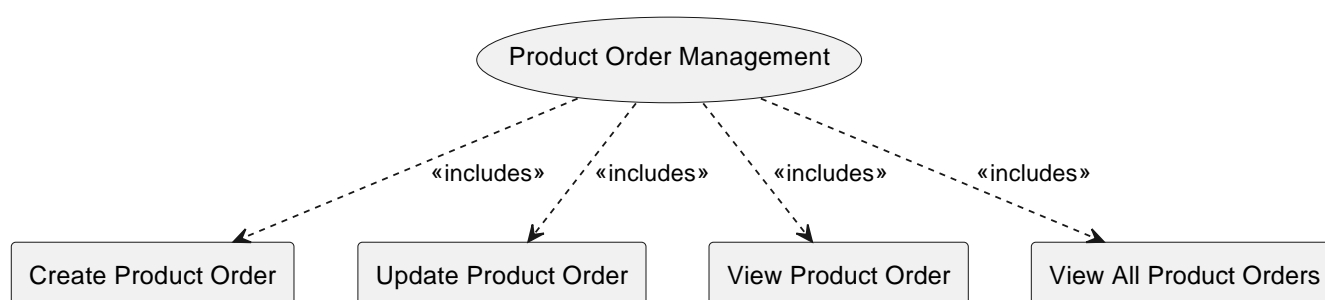 Product Order Management
«includes» «includes» «includes» «includes»
Create Product Order Update Product Order View Product Order View All Product Orders